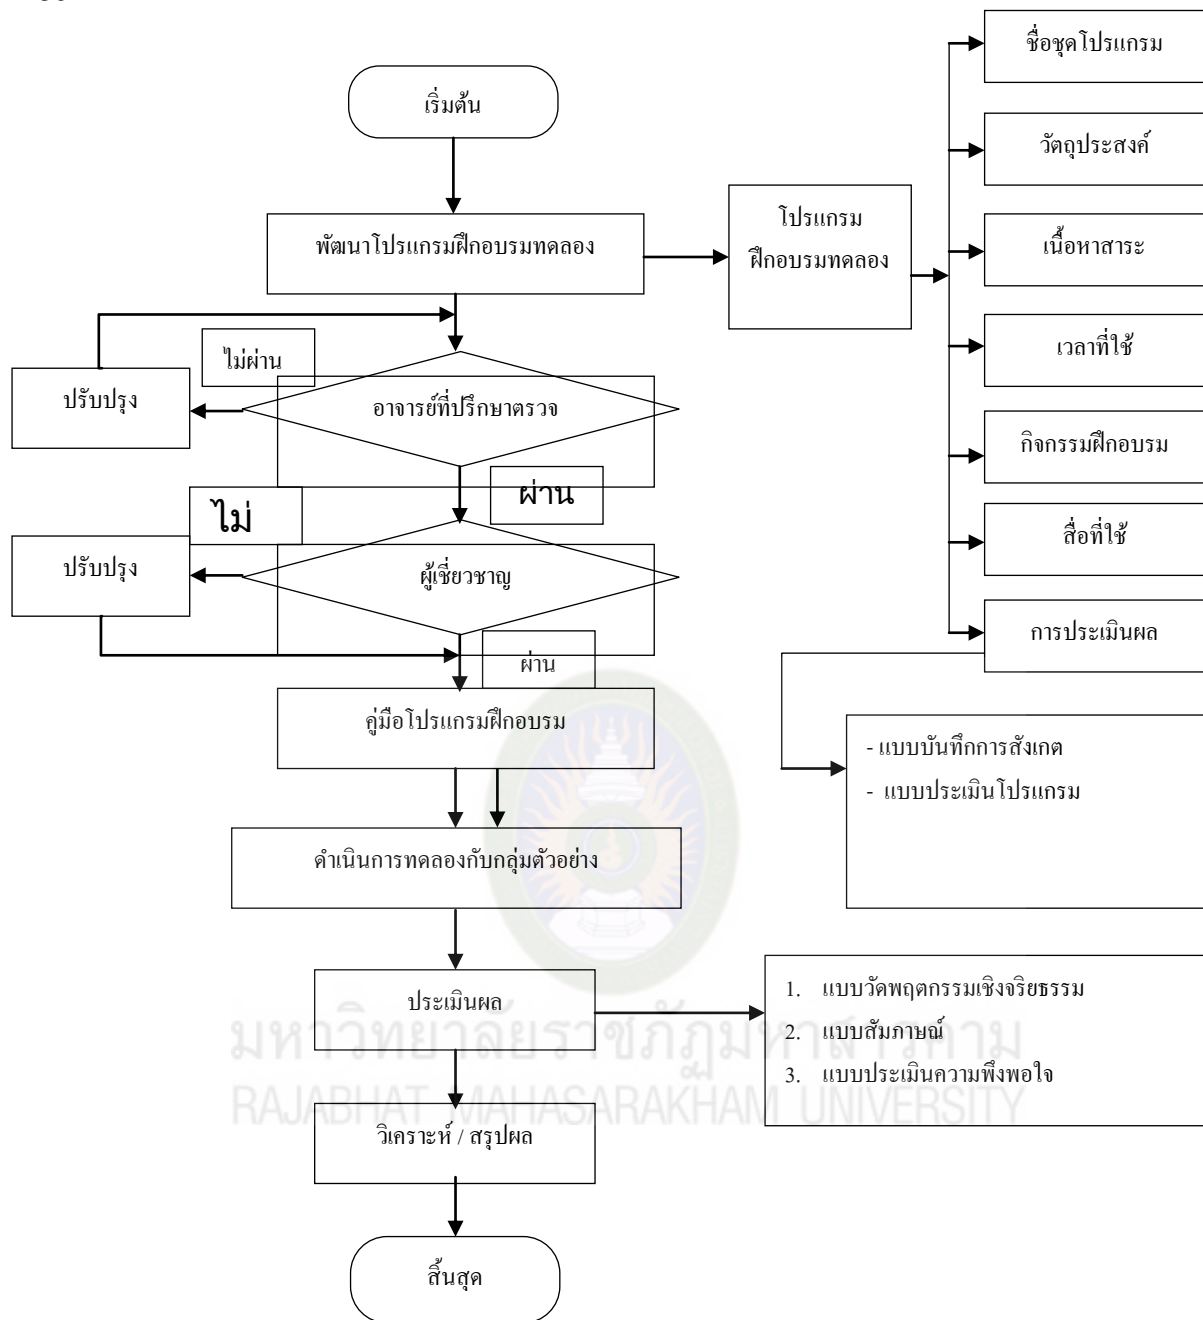 เริ่มต้น
พัฒนาโปรแกรมฝึกอบรมทดลอง
โปรแกรม
ฝึกอบรมทดลอง
ชื่อชุดโปรแกรม
วัตถุประสงค์
เนื้อหาสาระ
เวลาที่ใช้
กิจกรรมฝึกอบรม
สื่อที่ใช้
การประเมินผล
- แบบบันทึกการสังเกต
- แบบประเมินโปรแกรม
ไม่ผ่าน
ปรับปรุง
อาจารย์ที่ปรึกษาตรวจ
ผ่าน
ไม่
ปรับปรุง
ผู้เชี่ยวชาญ
ผ่าน
คู่มือโปรแกรมฝึกอบรม
ดำเนินการทดลองกับกลุ่มตัวอย่าง
ประเมินผล
1. แบบวัดพฤตกรรมเชิงจริยธรรม
2. แบบสัมภาษณ์
3. แบบประเมินความพึงพอใจ
วิเคราะห์ / สรุปผล
สิ้นสุด
มหาวิทยาลัยราชภัฏมหาสารคาม
RAJABHAT MAHASARAKHAM UNIVERSITY